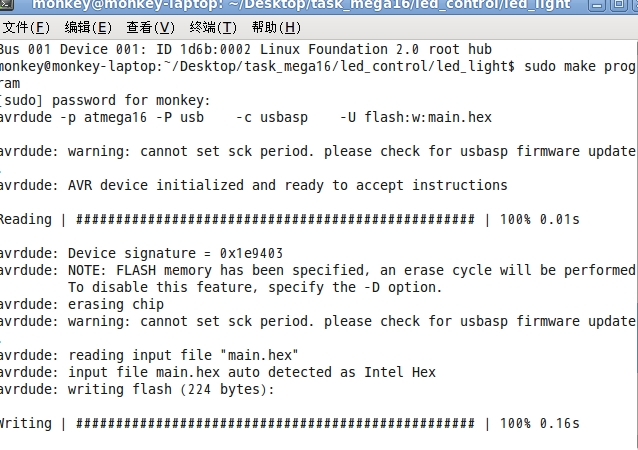 monkey@monkey-laptop: ~/Desktop/task_mega16/led_control/led_light
文件(F) 编辑(E) 查看(V) 终端(T) 帮助(H)
Bus 001 Device 001: ID 1d6b:0002 Linux Foundation 2.0 root hub
monkey@monkey-laptop:~/Desktop/task_mega16/led_control/led_light$ sudo make prog
ram
[sudo] password for monkey:
avrdude -p atmega16 -P usb    -c usbasp    -U flash:w:main.hex

avrdude: warning: cannot set sck period. please check for usbasp firmware update
.
avrdude: AVR device initialized and ready to accept instructions

Reading | ################################################## | 100% 0.01s

avrdude: Device signature = 0x1e9403
avrdude: NOTE: FLASH memory has been specified, an erase cycle will be performed
         To disable this feature, specify the -D option.
avrdude: erasing chip
avrdude: warning: cannot set sck period. please check for usbasp firmware update
.
avrdude: reading input file "main.hex"
avrdude: input file main.hex auto detected as Intel Hex
avrdude: writing flash (224 bytes):

Writing | ################################################## | 100% 0.16s